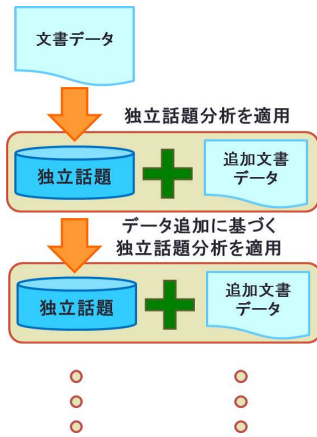 文書データ
独立話題分析を適用
独立話題
追加文書
データ
データ追加に基づく
独立話題分析を適用
独立話題
追加文書
データ